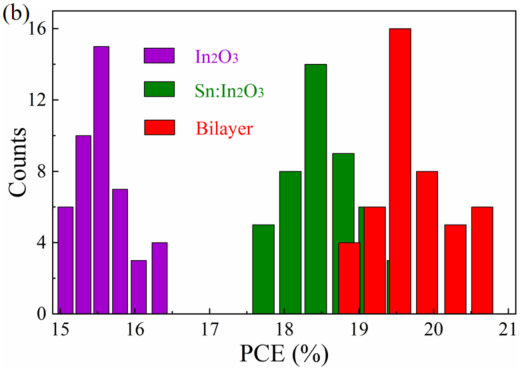 (b)
16
12
8
4
0
Counts
In₂O₃
Sn:In₂O₃
Bilayer
15 16 17 18 19 20 21
PCE (%)